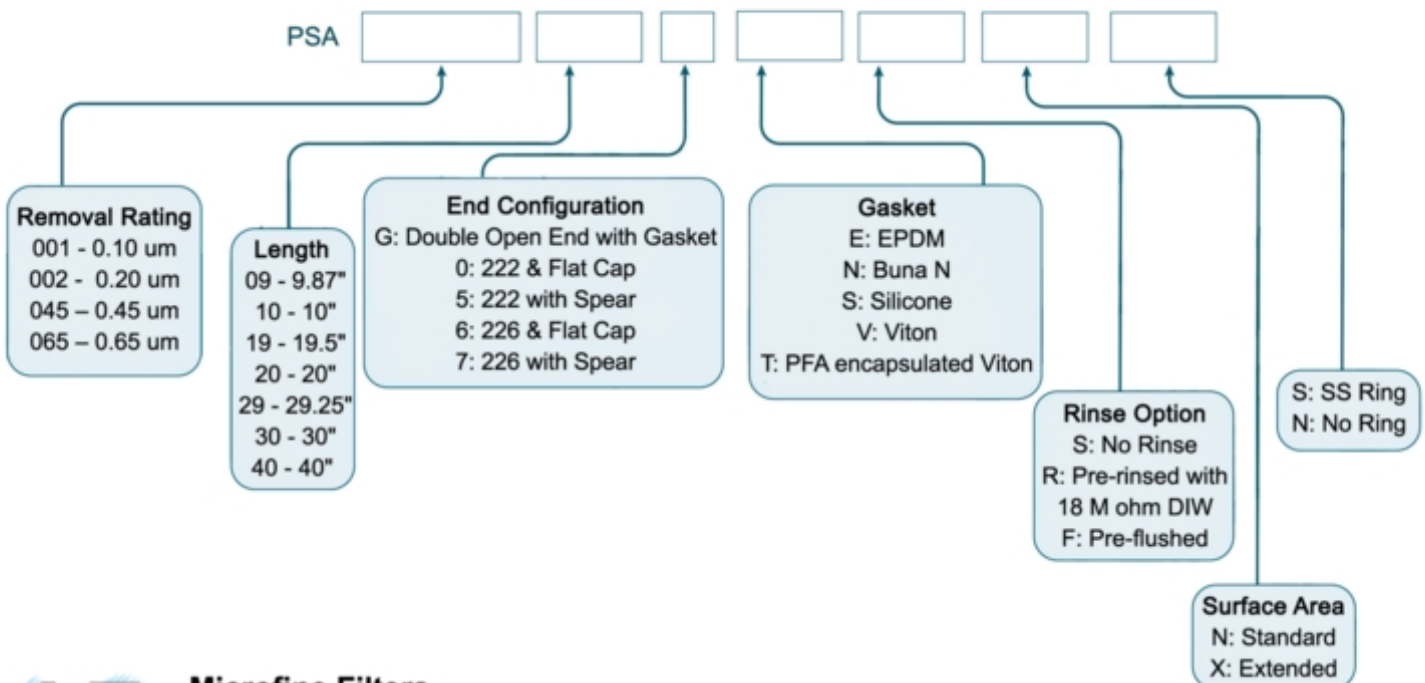 PSA
Removal Rating
001 - 0.10 um
002 - 0.20 um
045 – 0.45 um
065 – 0.65 um
Length
09 - 9.87"
10 - 10"
19 - 19.5"
20 - 20"
29 - 29.25"
30 - 30"
40 - 40"
End Configuration
G: Double Open End with Gasket
0: 222 & Flat Cap
5: 222 with Spear
6: 226 & Flat Cap
7: 226 with Spear
Gasket
E: EPDM
N: Buna N
S: Silicone
V: Viton
T: PFA encapsulated Viton
Rinse Option
S: No Rinse
R: Pre-rinsed with
18 M ohm DIW
F: Pre-flushed
Surface Area
N: Standard
X: Extended
S: SS Ring
N: No Ring
Microfine Filters